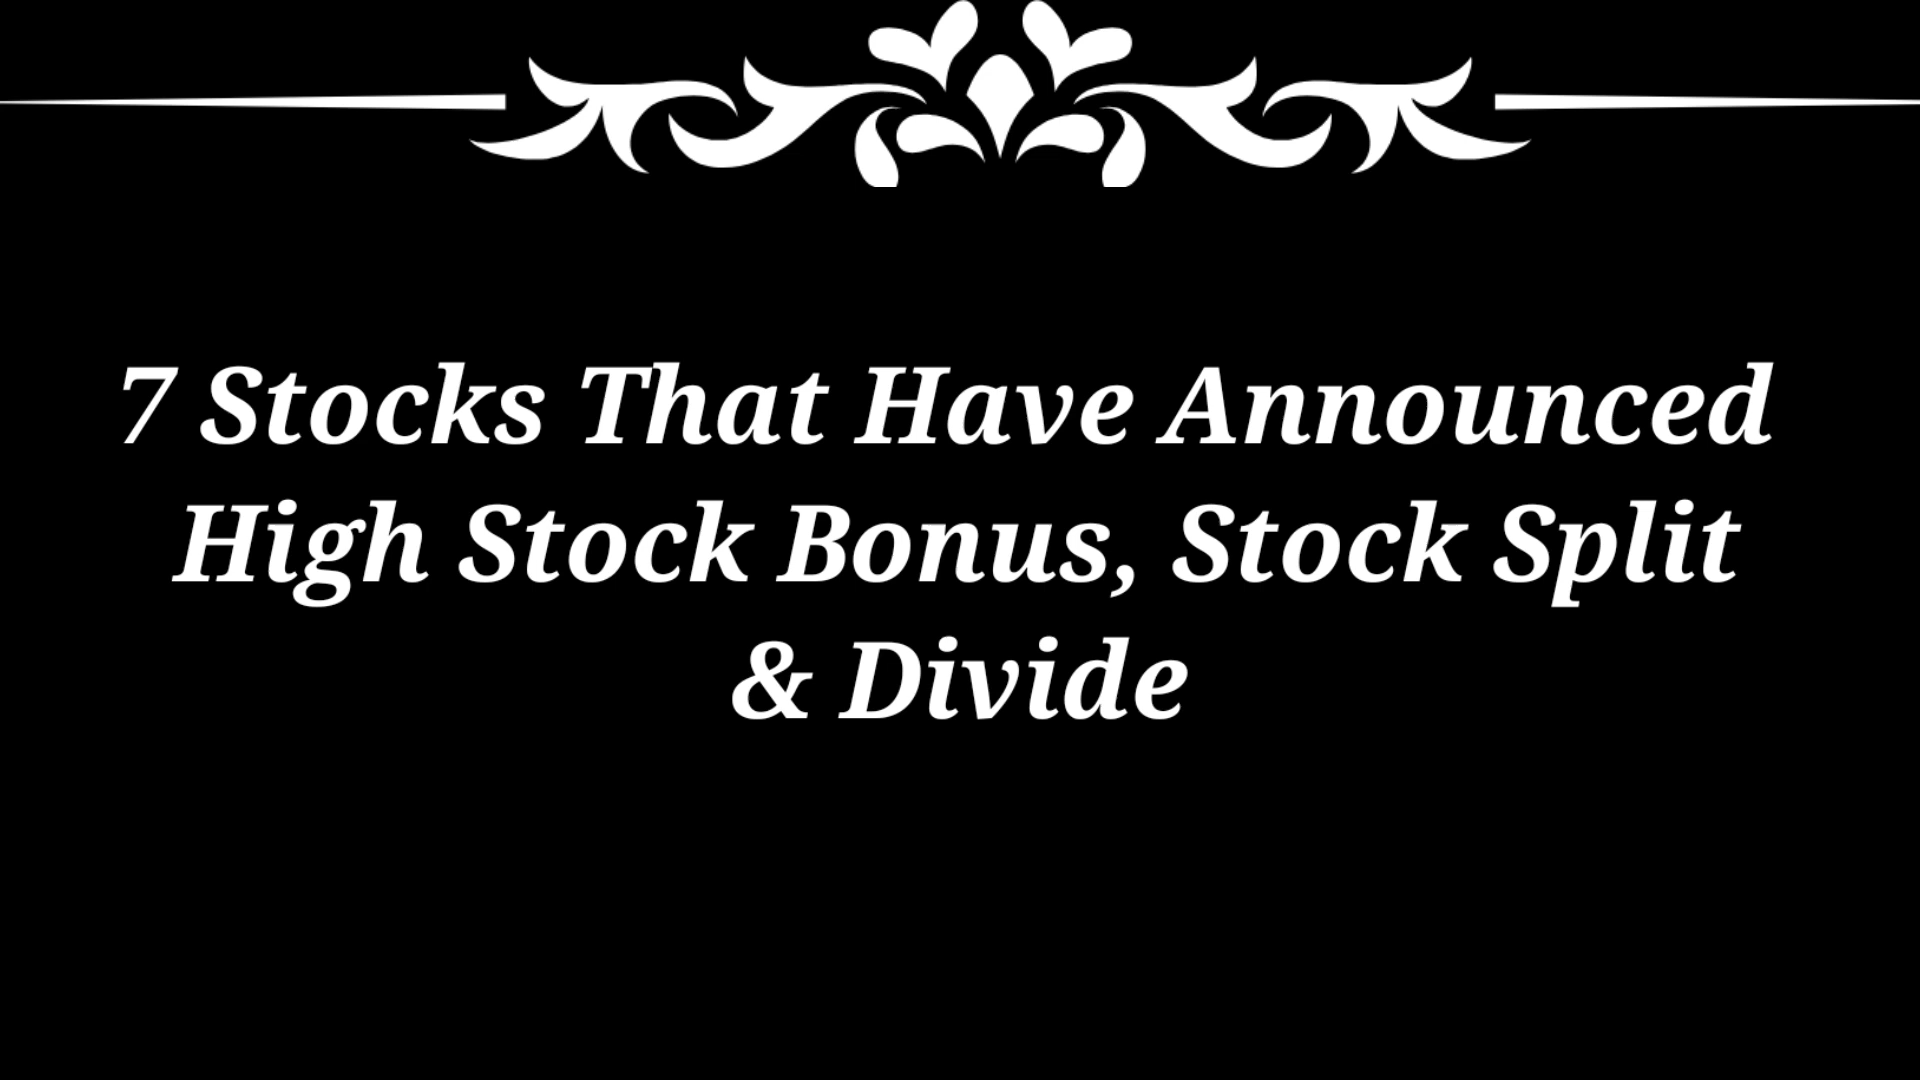 7 Stocks That Have Announced
High Stock Bonus, Stock Split
& Divide